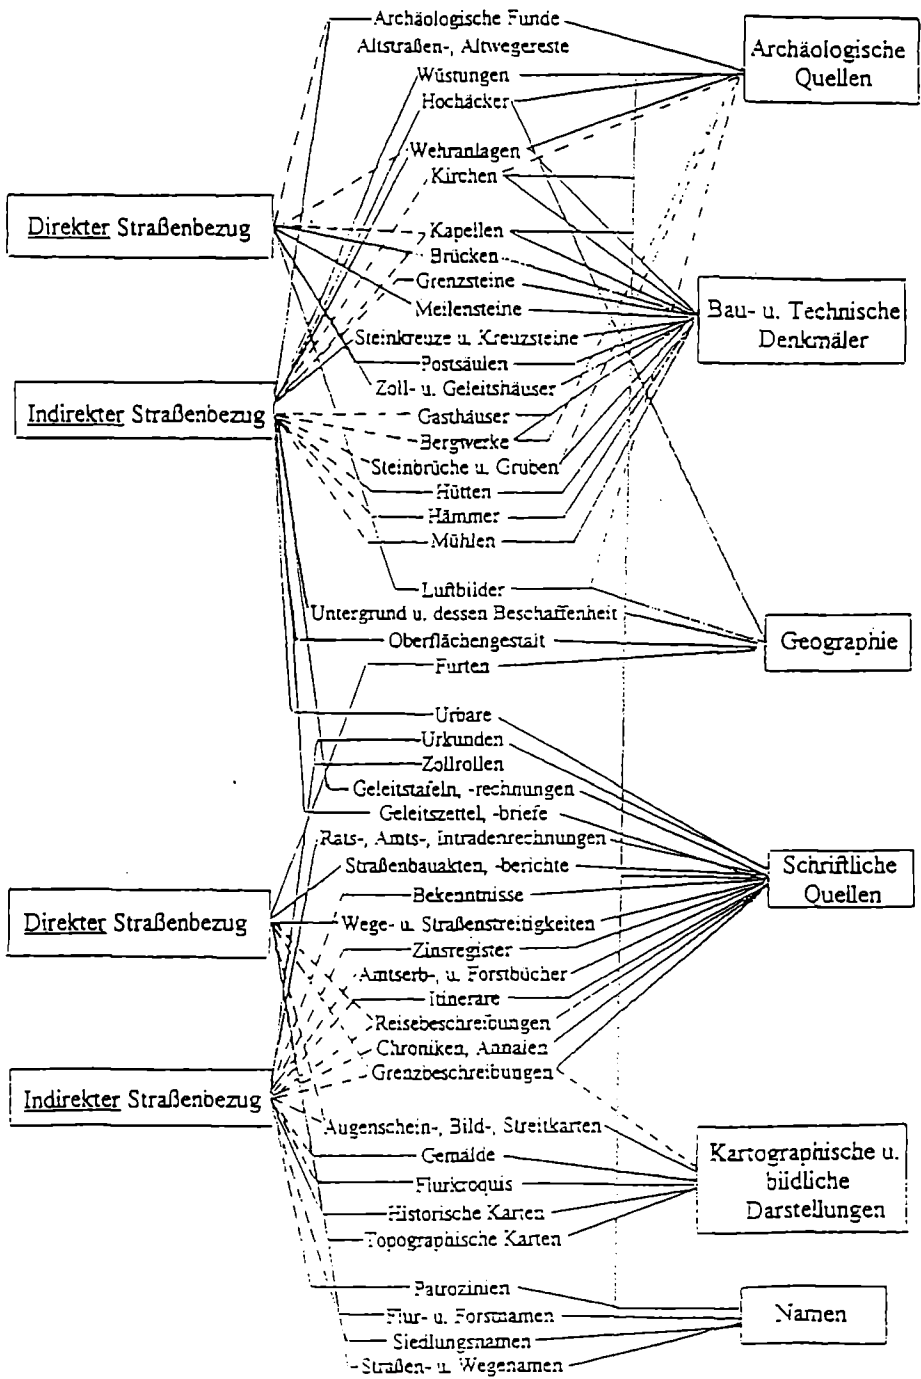 Archäologische Funde
Altstraßen-, Altwegereste
Wüstungen
Hochäcker
Wehranlagen
Kirchen
Kapellen
Brücken
Grenzsteine
Meilensteine
Steinkreuze u. Kreuzsteine
Postsäulen
Zoll- u. Geleitshäuser
Gasthäuser
Bergwerke
Steinbrüche u. Gruben
Hütten
Hämmer
Mühlen
Luftbilder
Untergrund u. dessen Beschaffenheit
Oberflächengestalt
Furten
Urbare
Urkunden
Zollrollen
Geleitstafeln, -rechnungen
Geleitszettel, -briefe
Rats-, Amts-, Intradenrechnungen
Straßenbauakten, -berichte
Bekenntnisse
Wege- u. Straßenstreitigkeiten
Zinsregister
Amtserb-, u. Forstbücher
Itinerare
Reisebeschreibungen
Chroniken, Annalen
Grenzbeschreibungen
Augenschein-, Bild-, Streitkarten
Gemälde
Flurcroquis
Historische Karten
Topographische Karten
Patrozinien
Flur- u. Forstnamen
Siedlungsnamen
Straßen- u. Wegenamen
Direkter Straßenbezug
Indirekter Straßenbezug
Direkter Straßenbezug
Indirekter Straßenbezug
Archäologische
Quellen
Bau- u. Technische
Denkmäler
Geographie
Schriftliche
Quellen
Kartographische u.
bildliche
Darstellungen
Namen